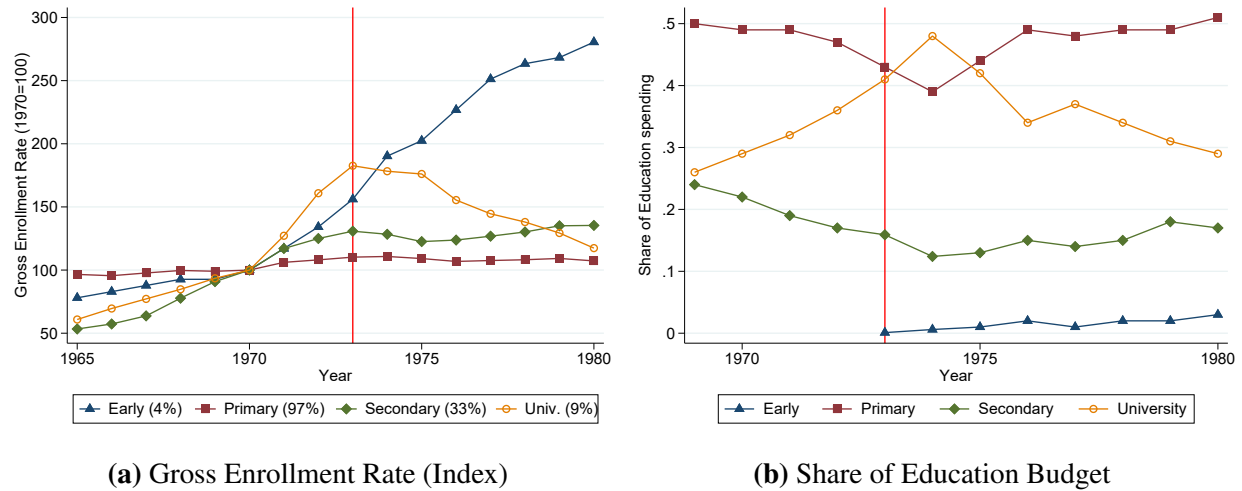 Gross Enrollment Rate (1970=100)
300
250
200
150
100
50
1965 1970 1975 1980
Year
Early (4%) Primary (97%) Secondary (33%) Univ. (9%)
(a) Gross Enrollment Rate (Index)
Share of Education spending
.5
.4
.3
.2
.1
0
1970 1975 1980
Year
Early Primary Secondary University
(b) Share of Education Budget